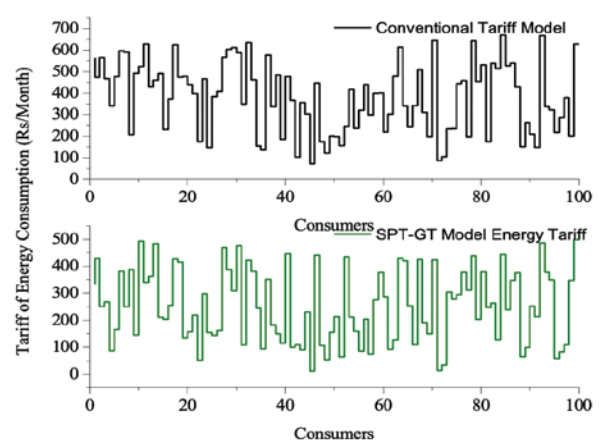 Tariff of Energy Consumption (Rs/Month)
700
600
500
400
300
200
100
0
Conventional Tariff Model
0 20 40 60 80 100
Consumers
500
400
300
200
100
0
SPT-GT Model Energy Tariff
0 20 40 60 80 100
Consumers